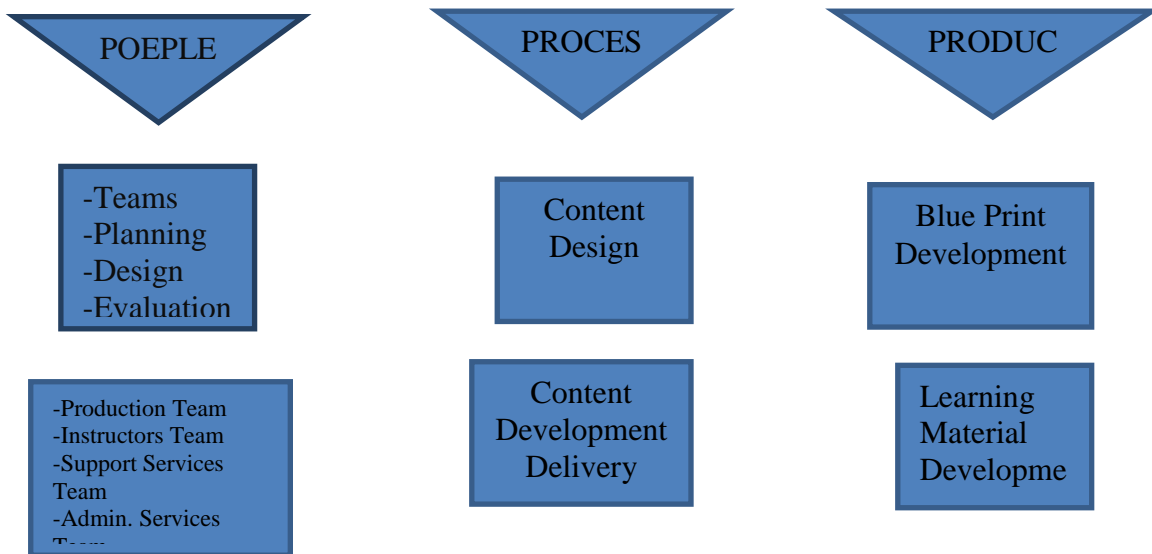 POEPLE
PROCES
PRODUC
-Teams
-Planning
-Design
-Evaluation
Content
Design
Blue Print
Development
-Production Team
-Instructors Team
-Support Services
Team
-Admin. Services
Team
Content
Development
Delivery
Learning
Material
Developme